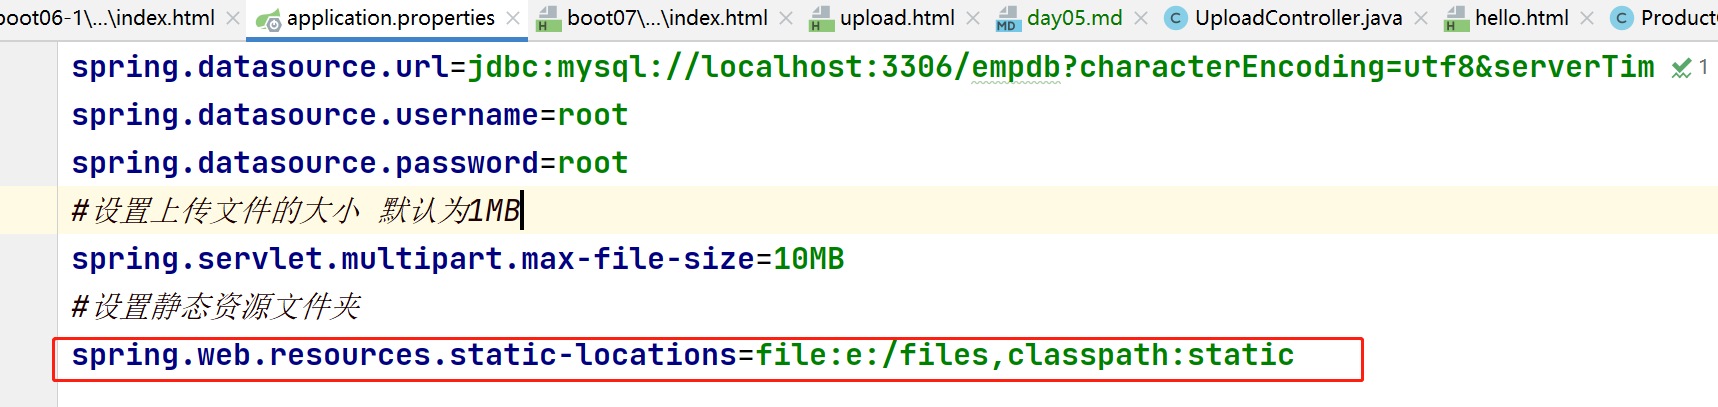 boot06-1\...\index.html application.properties boot07\...\index.html upload.html day05.md UploadController.java hello.html Product
spring.datasource.url=jdbc:mysql://localhost:3306/empdb?characterEncoding=utf8&serverTim 1
spring.datasource.username=root
spring.datasource.password=root
#设置上传文件的大小 默认为1MB
spring.servlet.multipart.max-file-size=10MB
#设置静态资源文件夹
spring.web.resources.static-locations=file:e:/files,classpath:static